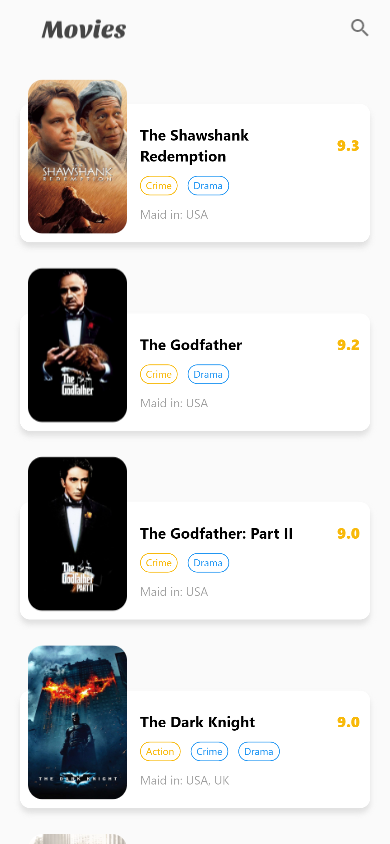 Movies
SHAWSHANK
REDEMPTION
The Shawshank
Redemption
9.3
Crime Drama
Maid in: USA
The
Godfather
The Godfather
9.2
Crime Drama
Maid in: USA
The
Godfather
PART II
The Godfather: Part II
9.0
Crime Drama
Maid in: USA
THE DARK KNIGHT
The Dark Knight
9.0
Action Crime Drama
Maid in: USA, UK